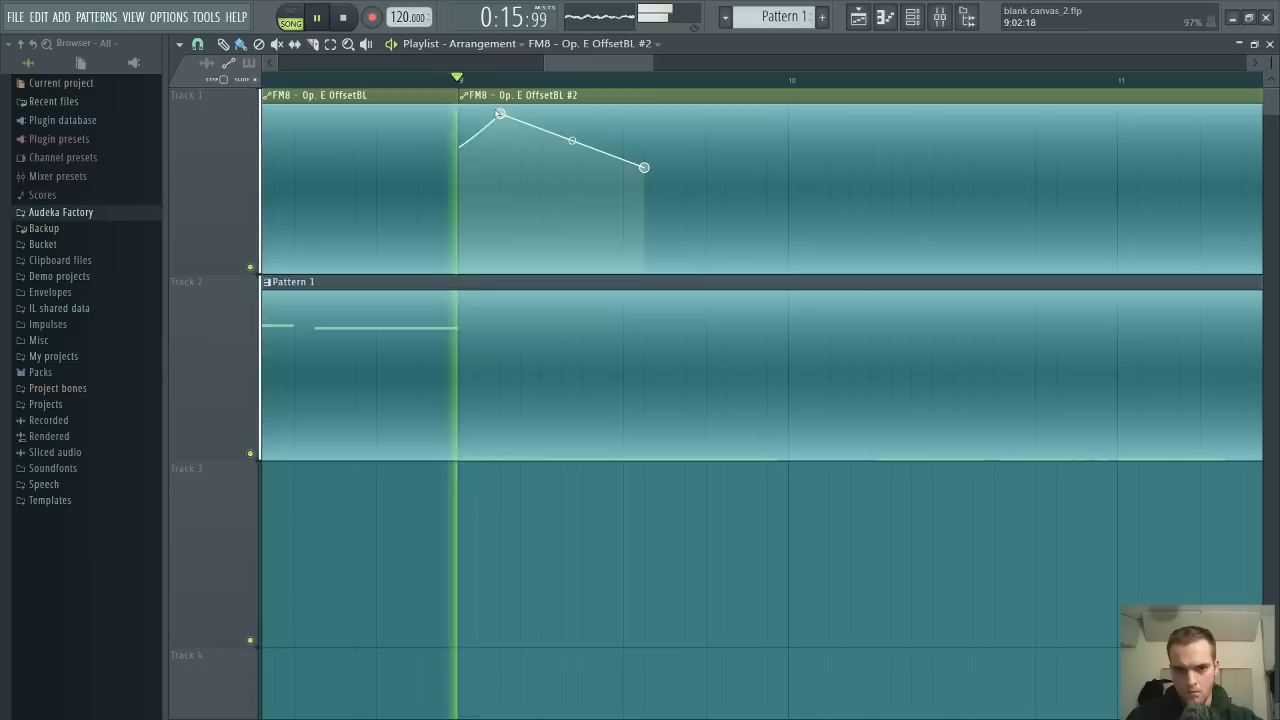 FILE EDIT ADD PATTERNS VIEW OPTIONS TOOLS HELP
SONG
120.000
0:15:99
M:S:CS
Pattern 1
blank canvas_2.flp
9:02:18
97%
Browser - All
Playlist - Arrangement
FM8 - Op. E OffsetBL #2
STEP SLIDE
9
10
11
Current project
Recent files
Plugin database
Plugin presets
Channel presets
Mixer presets
Scores
Audeka Factory
Backup
Bucket
Clipboard files
Demo projects
Envelopes
IL shared data
Impulses
Misc
My projects
Packs
Project bones
Projects
Recorded
Rendered
Sliced audio
Soundfonts
Speech
Templates
Track 1
FM8 - Op. E OffsetBL
FM8 - Op. E OffsetBL #2
Track 2
Pattern 1
Track 3
Track 4